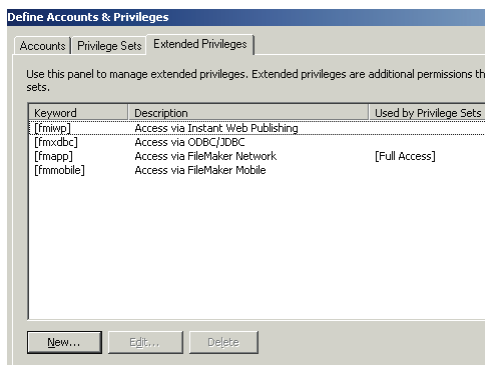 Define Accounts & Privileges
Accounts Privilege Sets Extended Privileges
Use this panel to manage extended privileges. Extended privileges are additional permissions th
sets.
Keyword Description Used by Privilege Sets
[fmiwp] Access via Instant Web Publishing
[fmxdbc] Access via ODBC/JDBC
[fmapp] Access via FileMaker Network [Full Access]
[fmmobile] Access via FileMaker Mobile
New... Edit... Delete